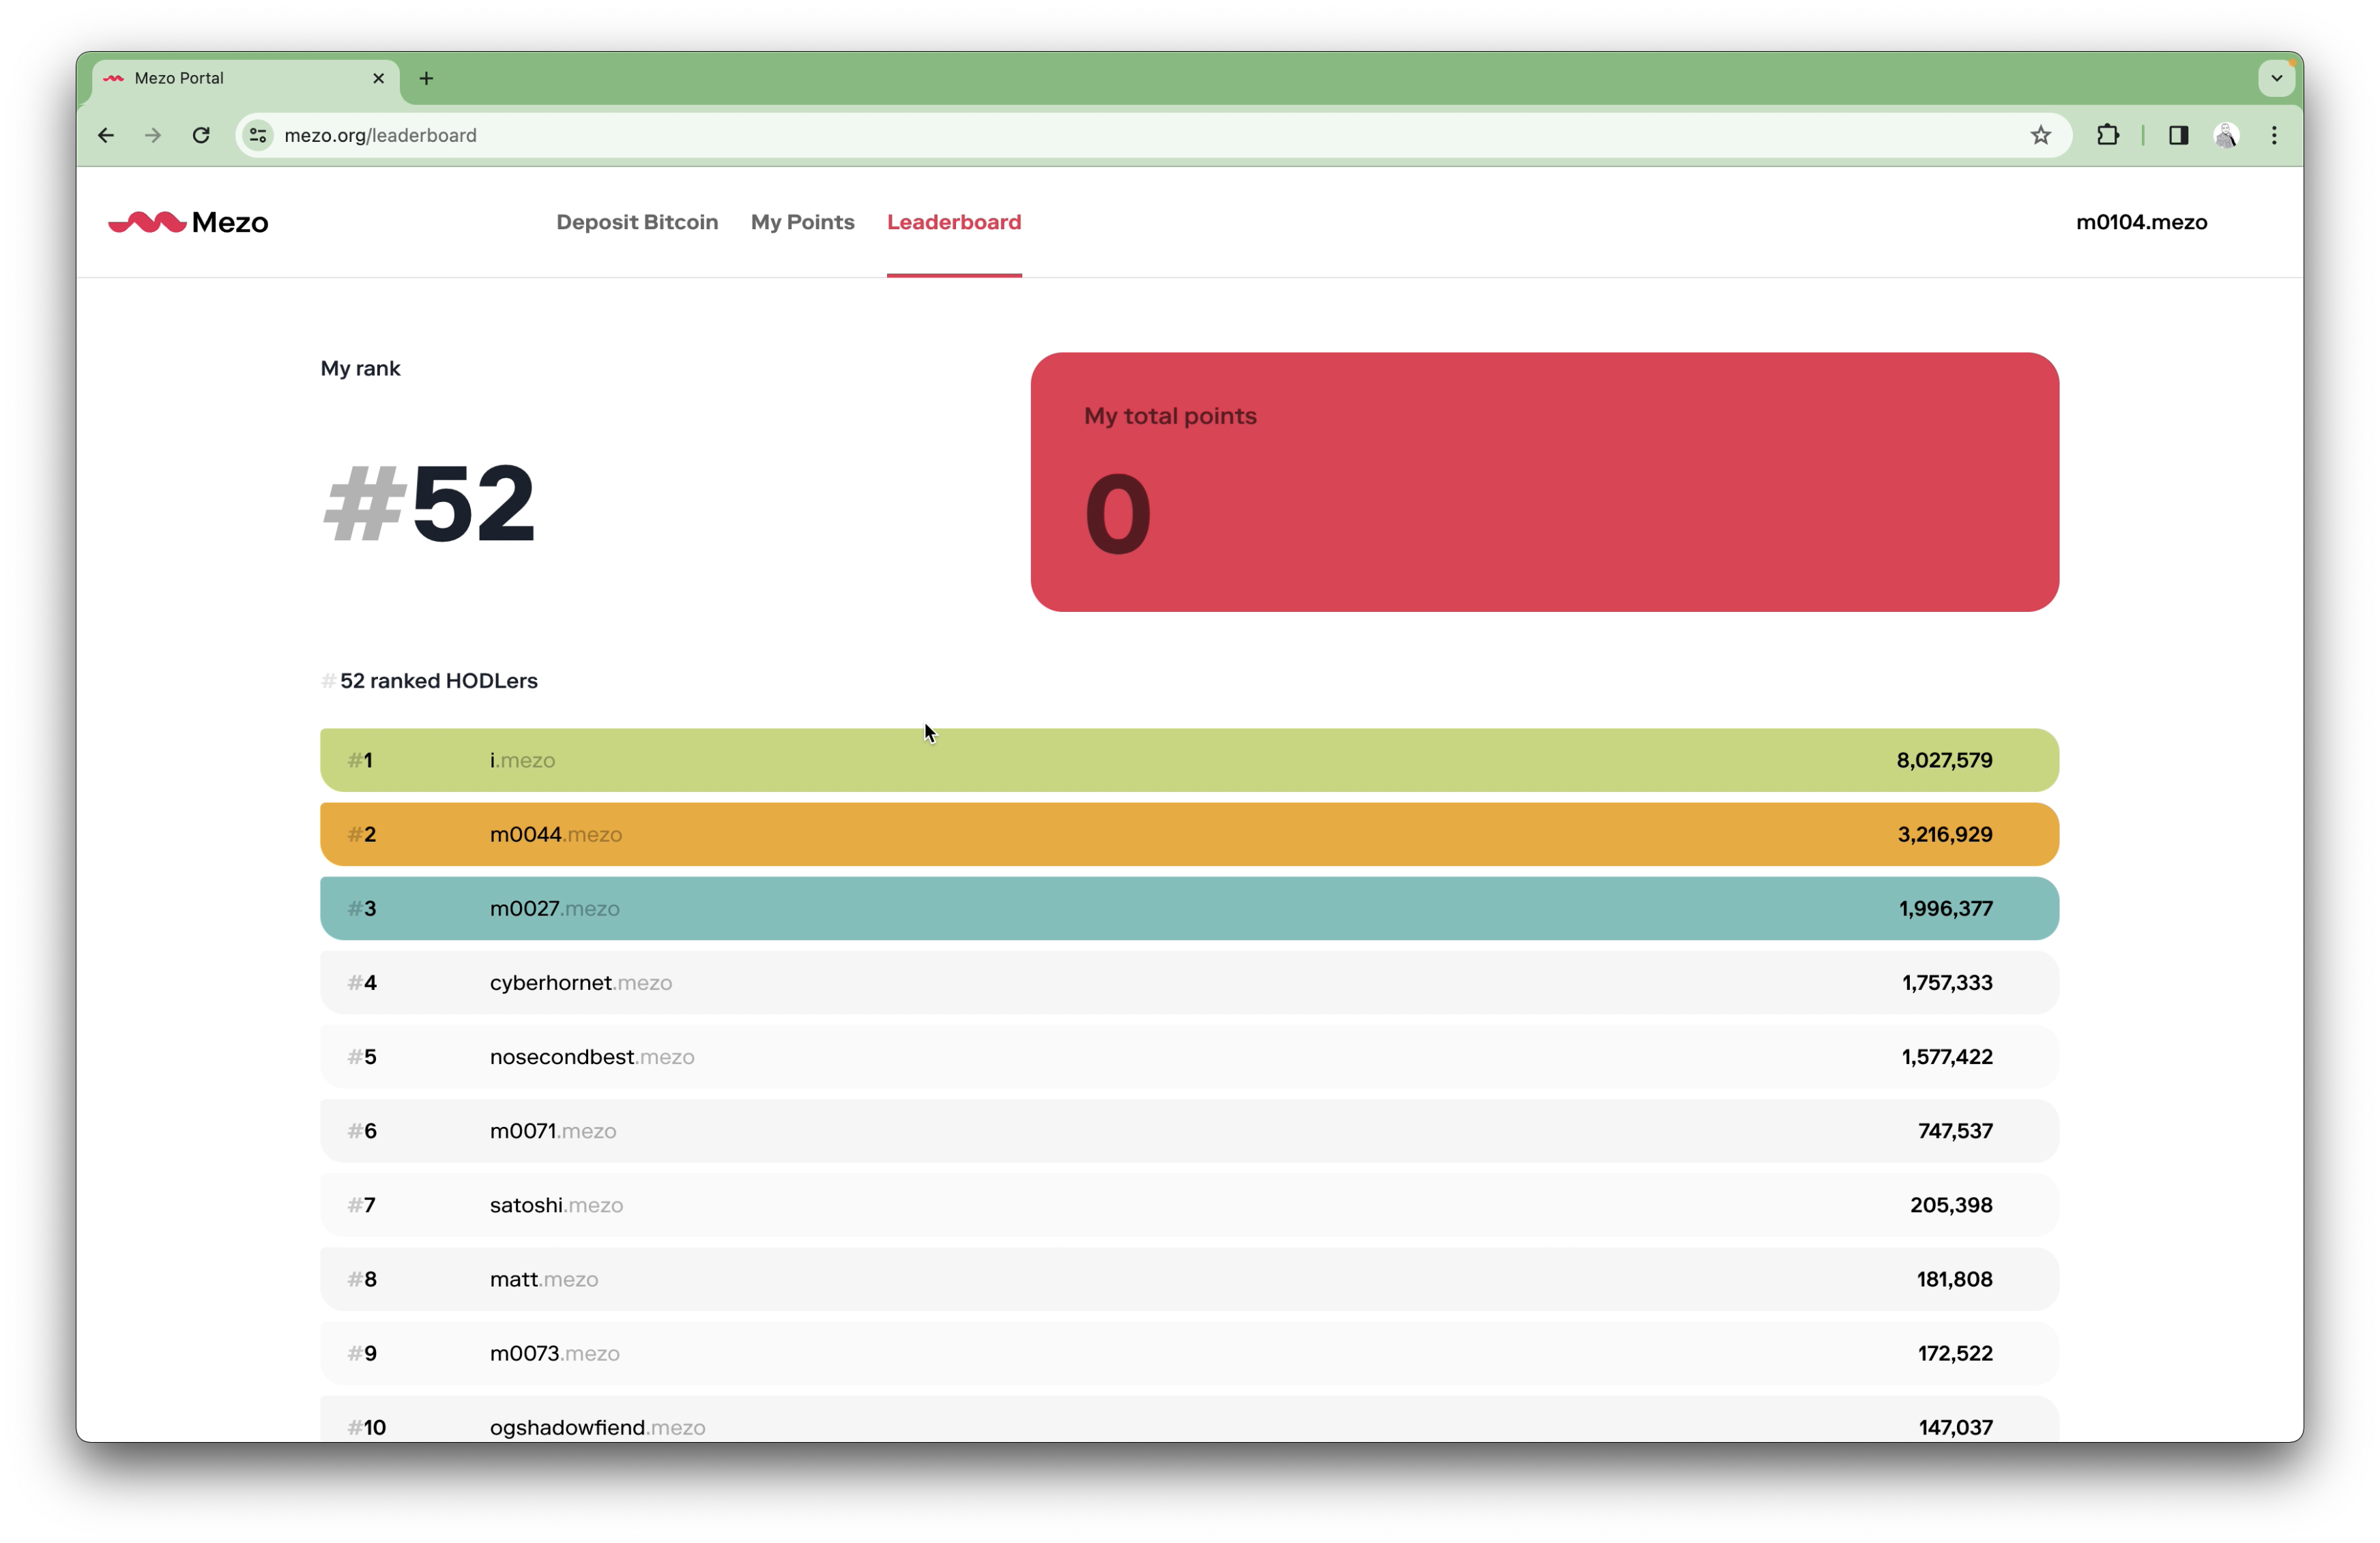 Mezo Portal
mezo.org/leaderboard
Mezo
Deposit Bitcoin My Points Leaderboard
m0104.mezo
My rank
#52
My total points
0
#52 ranked HODLers
#1 i.mezo 8,027,579
#2 m0044.mezo 3,216,929
#3 m0027.mezo 1,996,377
#4 cyberhornet.mezo 1,757,333
#5 nosecondbest.mezo 1,577,422
#6 m0071.mezo 747,537
#7 satoshi.mezo 205,398
#8 matt.mezo 181,808
#9 m0073.mezo 172,522
#10 ogshadowfiend.mezo 147,037